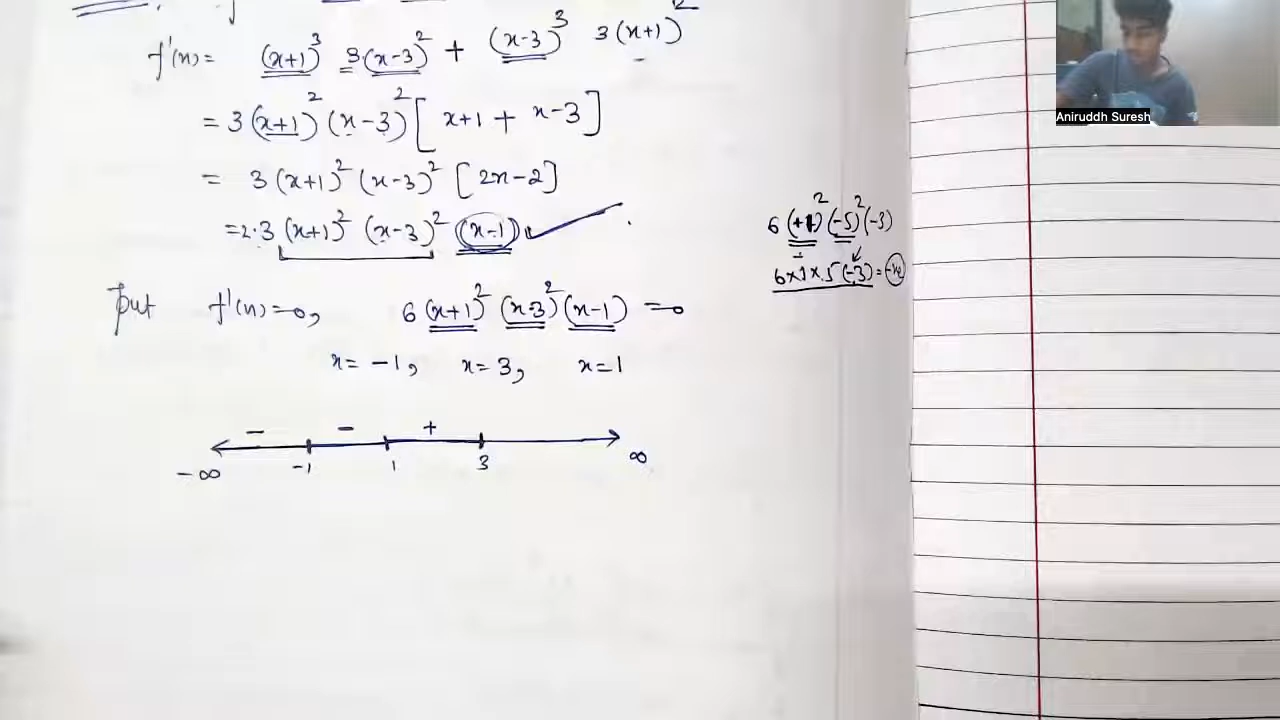 f'(x) = (x+1)³ 3(x-3)² + (x-3)³ 3(x+1)²
= 3(x+1)² (x-3)² [ x+1 + x-3 ]
= 3(x+1)² (x-3)² [2x-2]
=2·3 (x+1)² (x-3)² (x-1)
6(+1)² (-5)² (-3)
6×1×5(-3) = -ve
Put f'(x)=0, 6(x+1)² (x-3)² (x-1) =0
x= -1, x= 3, x=1
- - +
-∞ -1 1 3 ∞
Aniruddh Suresh